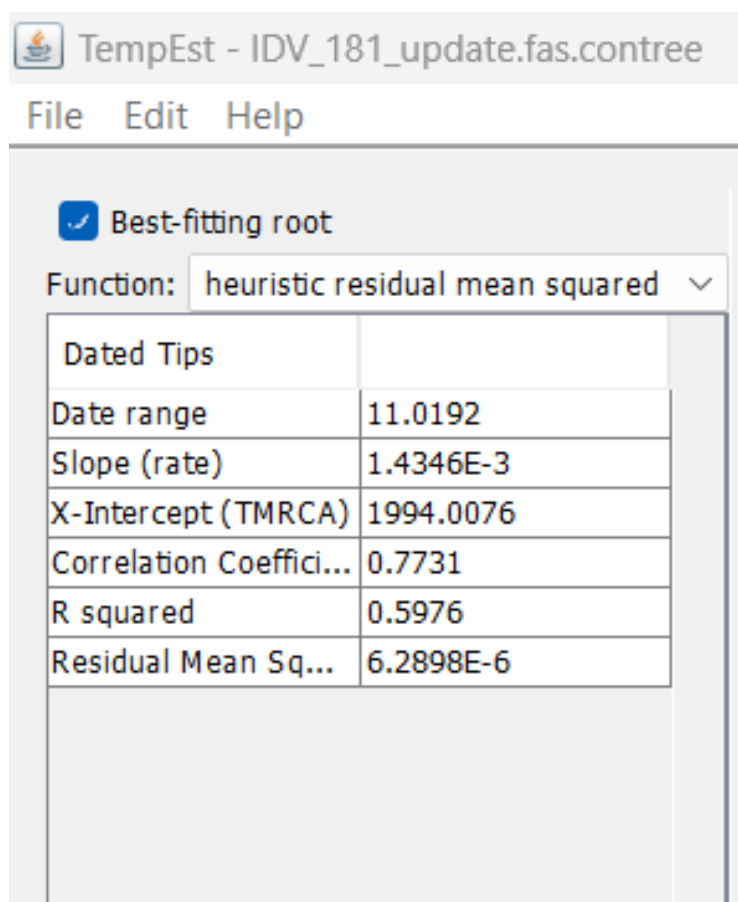 TempEst - IDV_181_update.fas.contree
File Edit Help
Best-fitting root
Function: heuristic residual mean squared
Dated Tips
Date range 11.0192
Slope (rate) 1.4346E-3
X-Intercept (TMRCA) 1994.0076
Correlation Coeffici... 0.7731
R squared 0.5976
Residual Mean Sq... 6.2898E-6